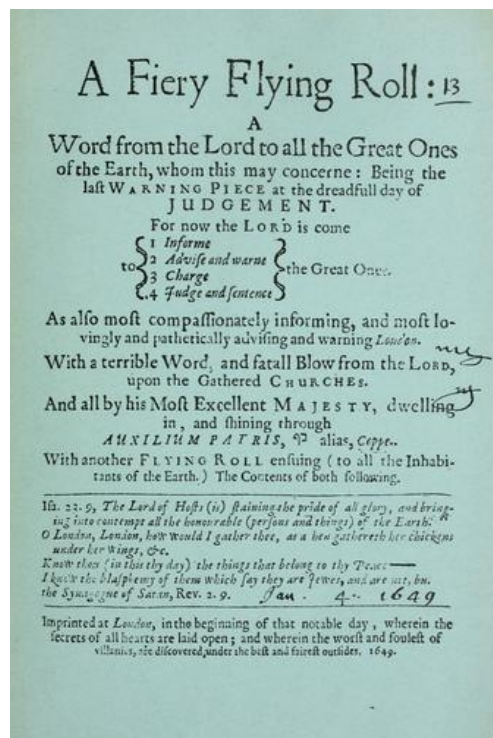 A Fiery Flying Roll: 13
A
Word from the Lord to all the Great Ones
of the Earth, whom this may concerne: Being the
laſt WARNING PIECE at the dreadfull day of
JUDGEMENT.
For now the LORD is come
to
1 Informe
2 Adviſe and warne
3 Charge
4 Judge and ſentence
the Great Ones.
As alſo moſt compaſſionately informing, and moſt lo-
vingly and pathetically adviſing and warning London.
With a terrible Word, and fatall Blow from the LORD,
upon the Gathered CHURCHES.
And all by his Moſt Excellent MAJESTY, dwelling
in, and ſhining through
AUXILIUM PATRIS, alias, Coppe.
With another FLYING ROLL enſuing (to all the Inhabi-
tants of the Earth.) The Contents of both following.
Iſa. 23. 9, The Lord of Hoſts (is) ſtaining the pride of all glory, and bring-
ing into contempt all the honourable (perſons and things) of the Earth.
O London, London, how would I gather thee, as a hen gathereth her chickens
under her wings, &c.
Know thou (in this thy day) the things that belong to thy Peace —
I know the blaſphemy of them which ſay they are Jewes, and are not, but
the Synagogue of Satan, Rev. 2. 9. Jan. 4. 1649
Imprinted at London, in the beginning of that notable day, wherein the
ſecrets of all hearts are laid open; and wherein the worſt and fouleſt of
villanies, are diſcovered, under the beſt and faireſt outſides. 1649.